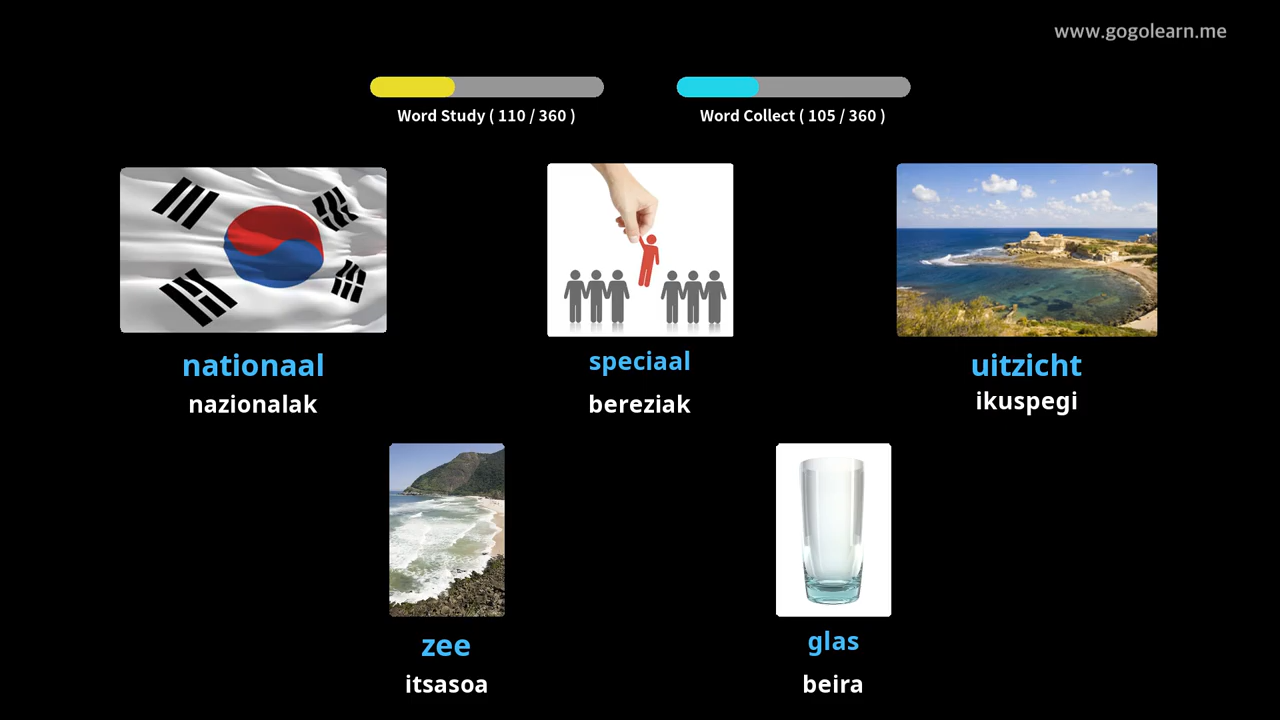 www.gogolearn.me
Word Study ( 110 / 360 )
Word Collect ( 105 / 360 )
nationaal
nazionalak
speciaal
bereziak
uitzicht
ikuspegi
zee
itsasoa
glas
beira